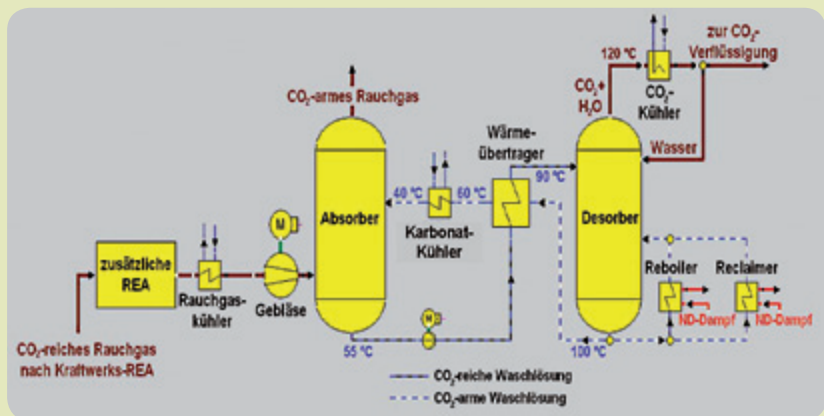 120 °C
zur CO₂-
Verflüssigung
CO₂+
H₂O
CO₂-
Kühler
CO₂-armes Rauchgas
Wärme-
übertrager
90 °C
Wasser
40 °C
60 °C
Absorber
Karbonat-
Kühler
Desorber
M
zusätzliche
REA
Rauchgas-
kühler
Gebläse
Reboiler
Reclaimer
ND-Dampf
ND-Dampf
CO₂-reiches Rauchgas
nach Kraftwerks-REA
55 °C
M
100 °C
CO₂-reiche Waschlösung
CO₂-arme Waschlösung